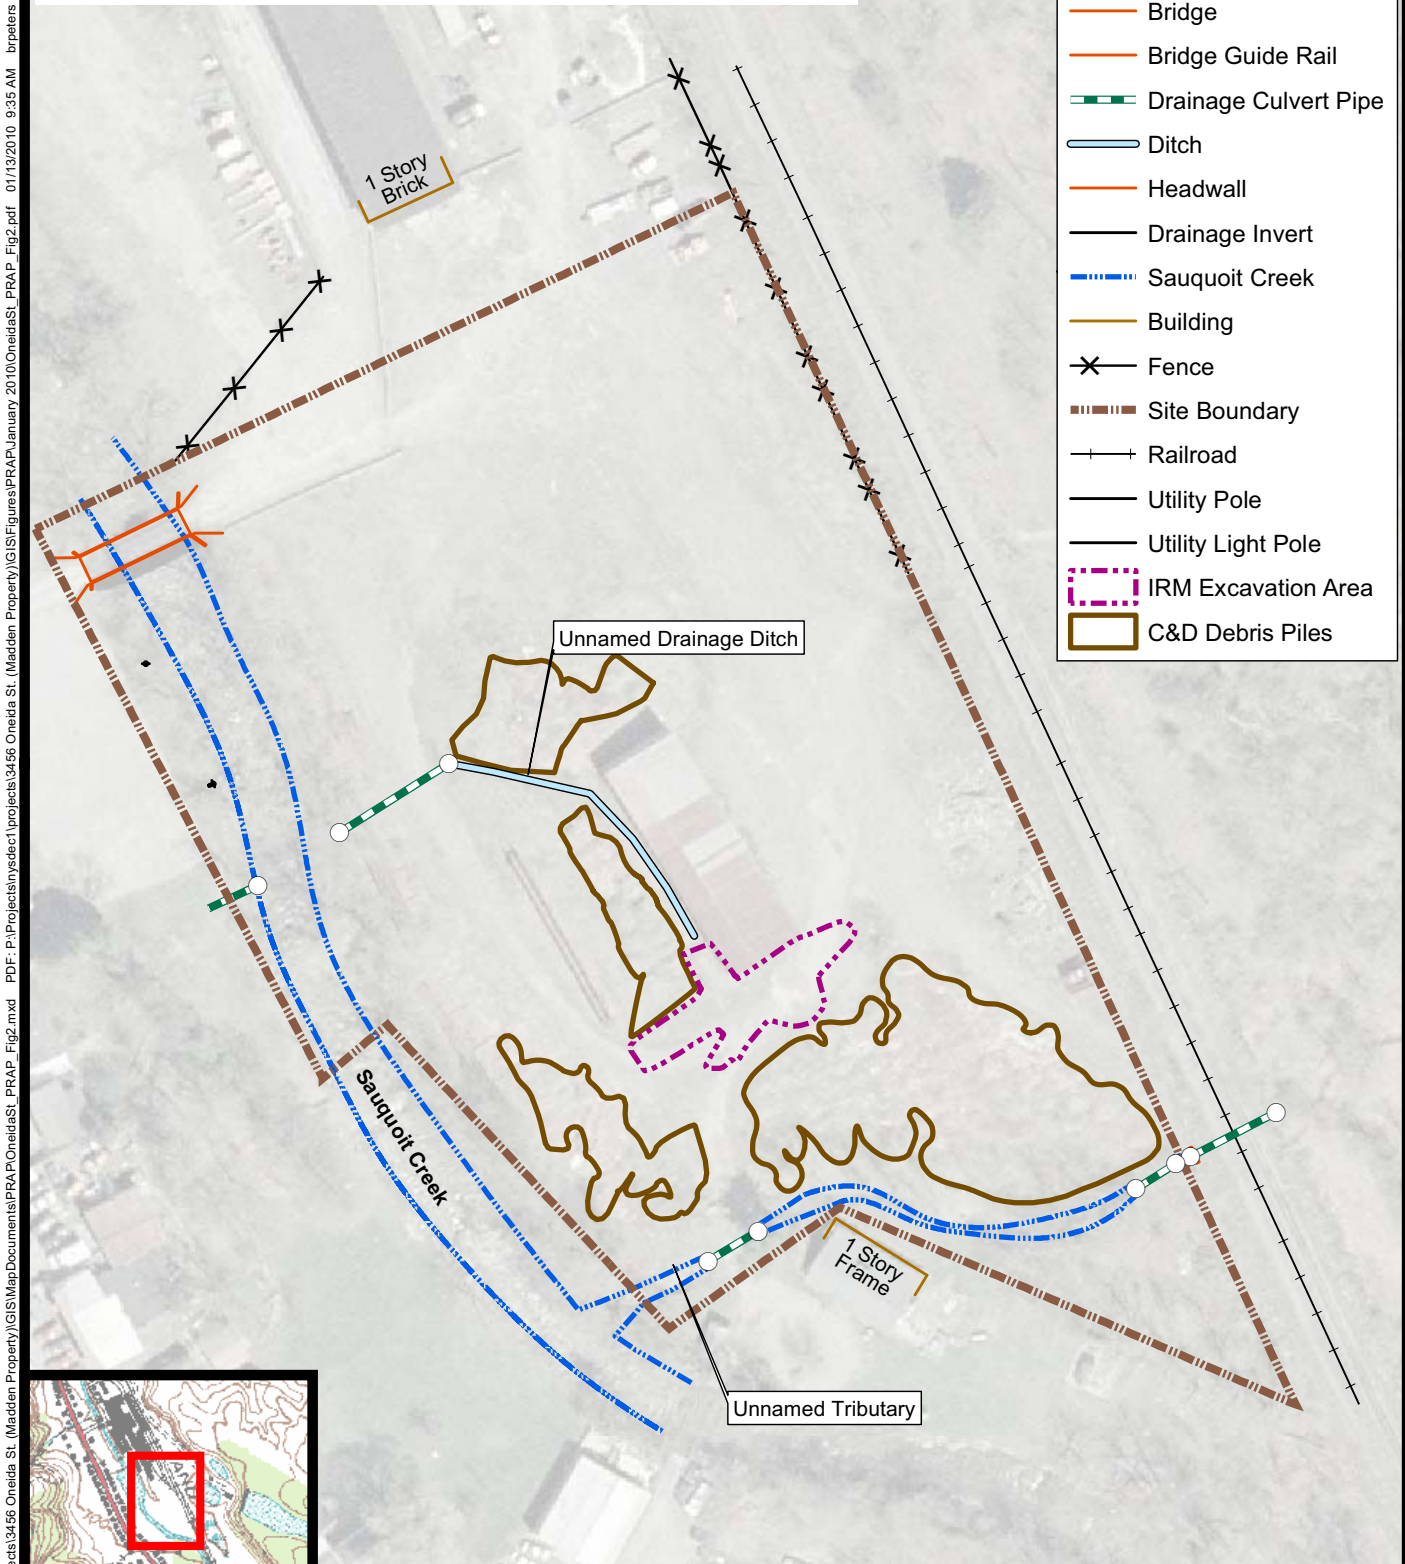 Bridge
Bridge Guide Rail
Drainage Culvert Pipe
Ditch
Headwall
Drainage Invert
Sauquoit Creek
Building
Fence
Site Boundary
Railroad
Utility Pole
Utility Light Pole
IRM Excavation Area
C&D Debris Piles
1 Story
Brick
Unnamed Drainage Ditch
Sauquoit Creek
1 Story
Frame
Unnamed Tributary
ects\3456 Oneida St. (Madden Property)\GIS\MapDocuments\PRAP\OneidaSt_PRAP_Fig2.mxd PDF: P:\Projects\nysdec1\projects\3456 Oneida St. (Madden Property)\GIS\Figures\PRAP\January 2010\OneidaSt_PRAP_Fig2.pdf 01/13/2010 9:35 AM brpeters